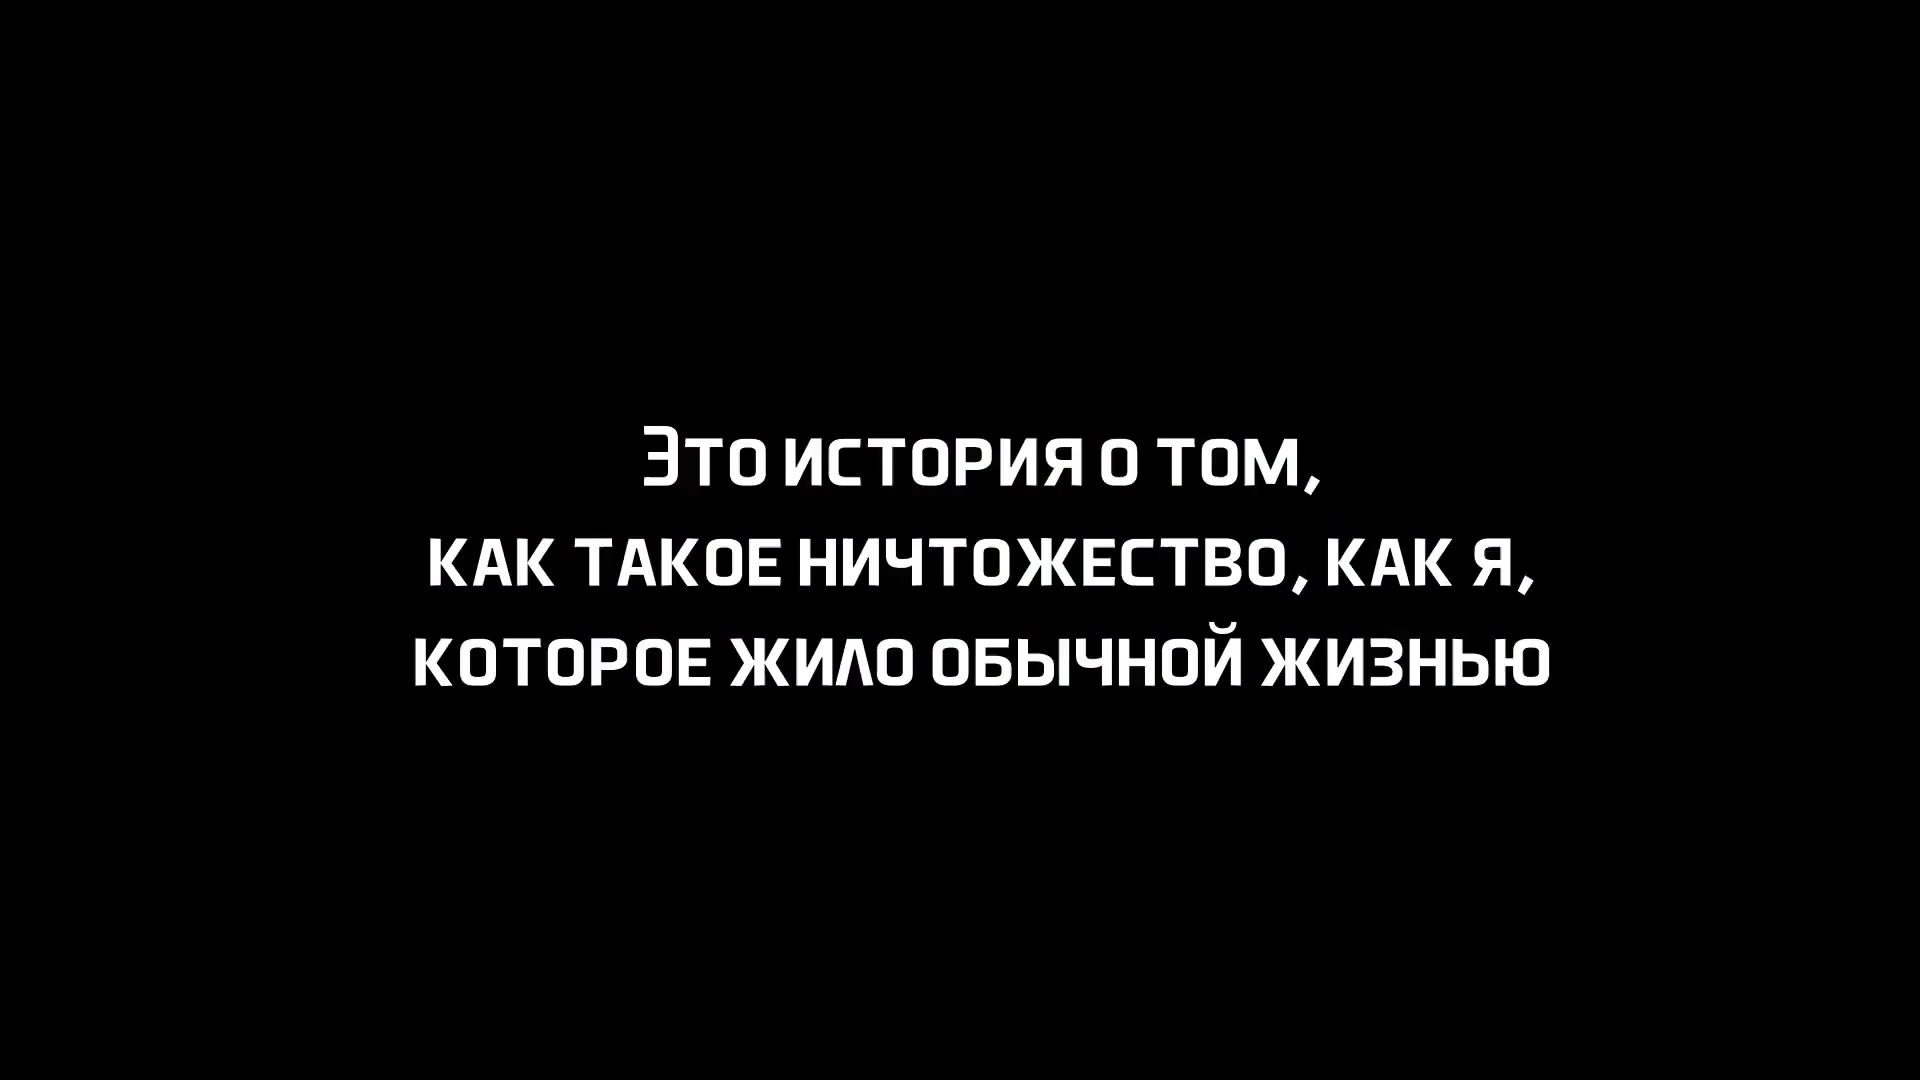 Это история о том,
как такое ничтожество, как я,
которое жило обычной жизнью